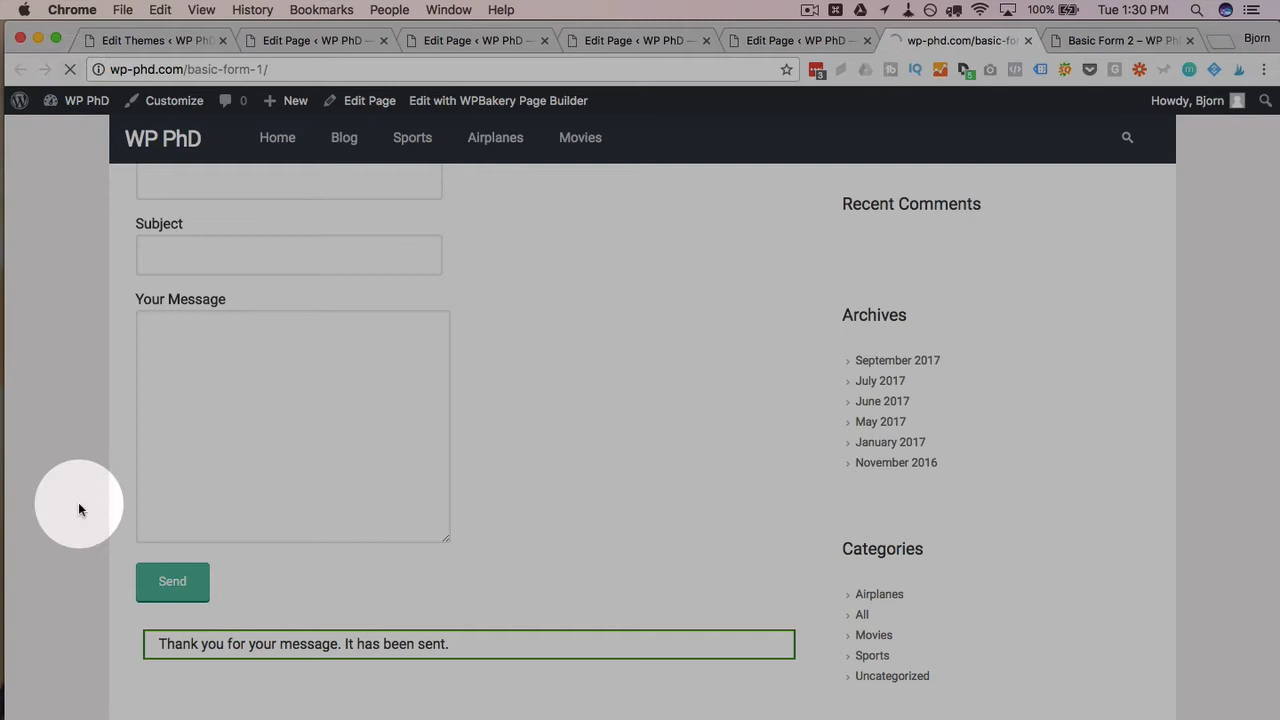 Chrome File Edit View History Bookmarks People Window Help 100% Tue 1:30 PM
Edit Themes ‹ WP PhD Edit Page ‹ WP PhD — Edit Page ‹ WP PhD — Edit Page ‹ WP PhD — Edit Page ‹ WP PhD — wp-phd.com/basic-fo Basic Form 2 – WP Ph Bjorn
wp-phd.com/basic-form-1/
WP PhD Customize 0 New Edit Page Edit with WPBakery Page Builder Howdy, Bjorn
WP PhD Home Blog Sports Airplanes Movies
Subject
Your Message
Send
Thank you for your message. It has been sent.
Recent Comments
Archives
September 2017
July 2017
June 2017
May 2017
January 2017
November 2016
Categories
Airplanes
All
Movies
Sports
Uncategorized